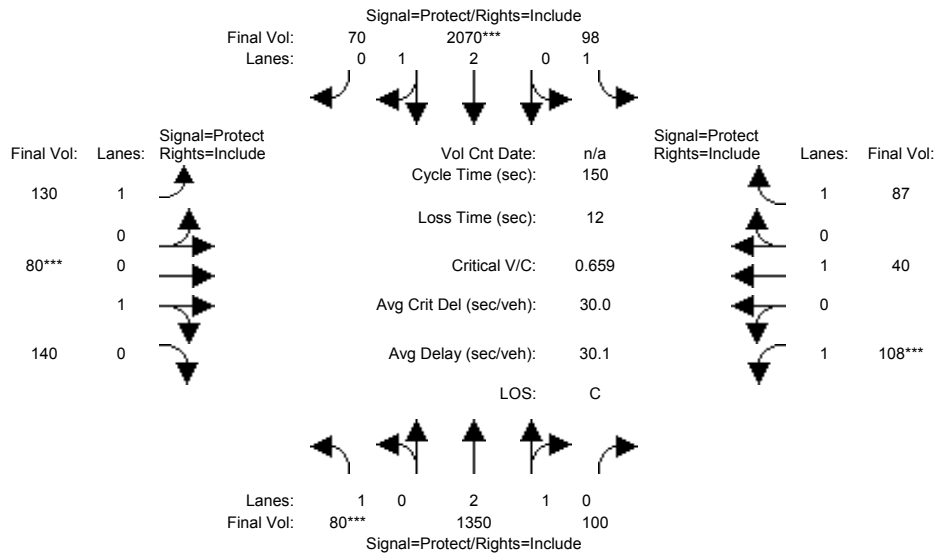 Signal=Protect/Rights=Include
Final Vol: 70 2070*** 98
Lanes: 0 1 2 0 1
Signal=Protect Signal=Protect
Final Vol: Lanes: Rights=Include Vol Cnt Date: n/a Rights=Include Lanes: Final Vol:
Cycle Time (sec): 150
130 1 1 87
Loss Time (sec): 12
0 0
80*** 0 Critical V/C: 0.659 1 40
1 Avg Crit Del (sec/veh): 30.0 0
140 0 Avg Delay (sec/veh): 30.1 1 108***
LOS: C
Lanes: 1 0 2 1 0
Final Vol: 80*** 1350 100
Signal=Protect/Rights=Include